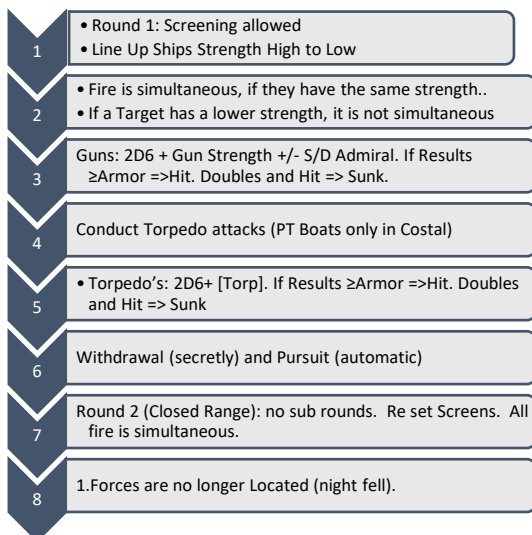 1
• Round 1: Screening allowed
• Line Up Ships Strength High to Low
2
• Fire is simultaneous, if they have the same strength..
• If a Target has a lower strength, it is not simultaneous
3
Guns: 2D6 + Gun Strength +/- S/D Admiral. If Results
≥Armor =>Hit. Doubles and Hit => Sunk.
4
Conduct Torpedo attacks (PT Boats only in Costal)
5
• Torpedo's: 2D6+ [Torp]. If Results ≥Armor =>Hit. Doubles
and Hit => Sunk
6
Withdrawal (secretly) and Pursuit (automatic)
7
Round 2 (Closed Range): no sub rounds.  Re set Screens.  All
fire is simultaneous.
8
1.Forces are no longer Located (night fell).